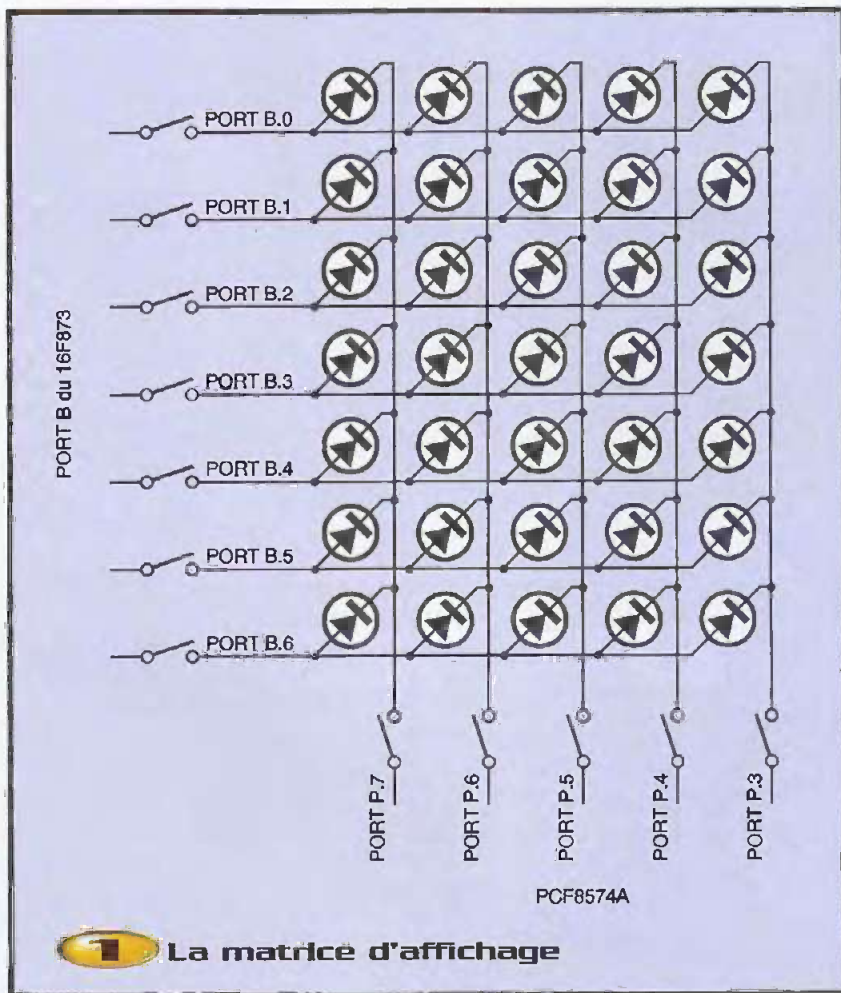 PORT B.0
PORT B.1
PORT B.2
PORT B.3
PORT B.4
PORT B.5
PORT B.6
PORT B du 16F873
PORT P.7
PORT P.6
PORT P.5
PORT P.4
PORT P.3
PCF8574A
1 La matrice d'affichage